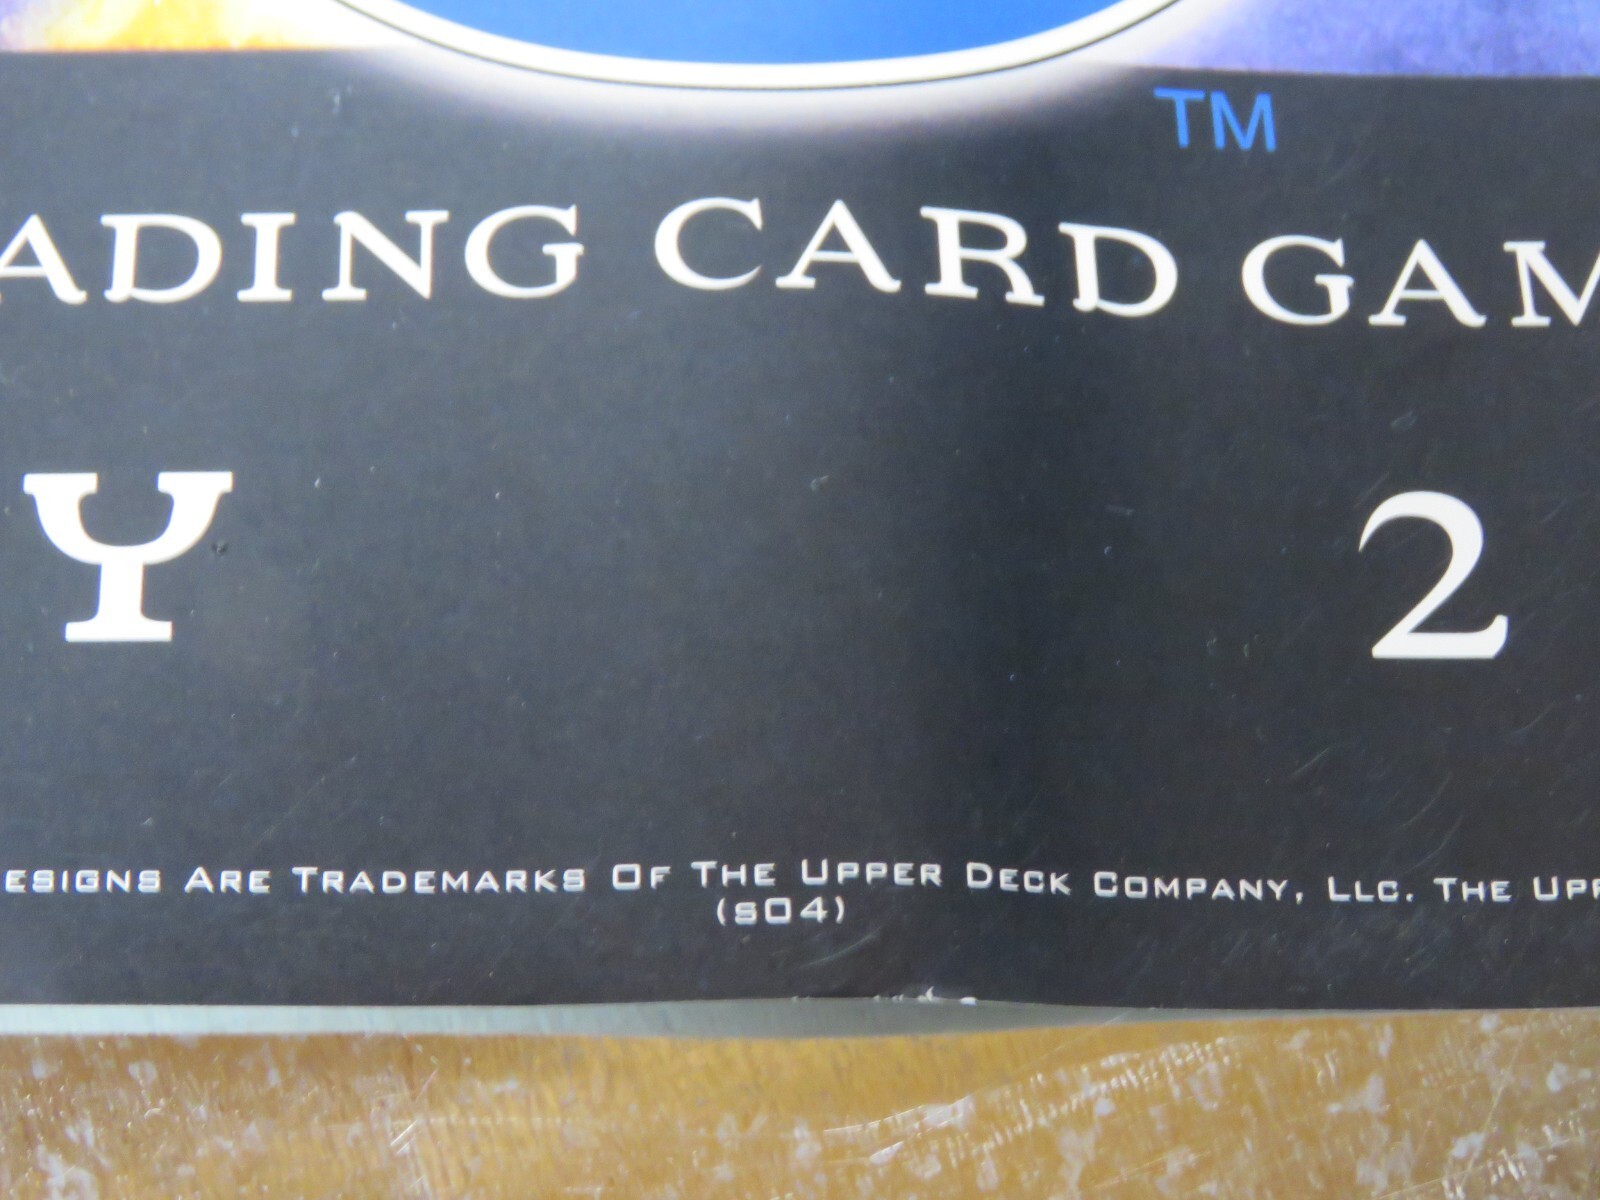 TM
ADING CARD GAM
Y 2
ESIGNS ARE TRADEMARKS OF THE UPPER DECK COMPANY, LLC. THE UPP
(s04)